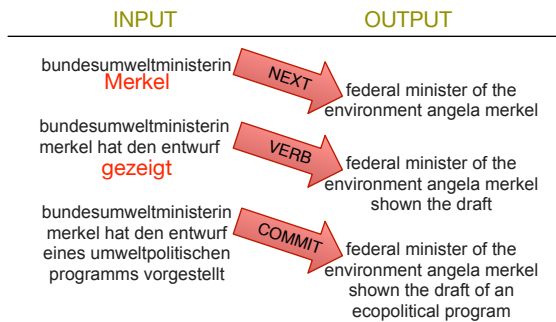 INPUT
OUTPUT
bundesumweltministerin
Merkel
NEXT
federal minister of the
environment angela merkel
bundesumweltministerin
merkel hat den entwurf
gezeigt
VERB
federal minister of the
environment angela merkel
shown the draft
bundesumweltministerin
merkel hat den entwurf
eines umweltpolitischen
programms vorgestellt
COMMIT
federal minister of the
environment angela merkel
shown the draft of an
ecopolitical program